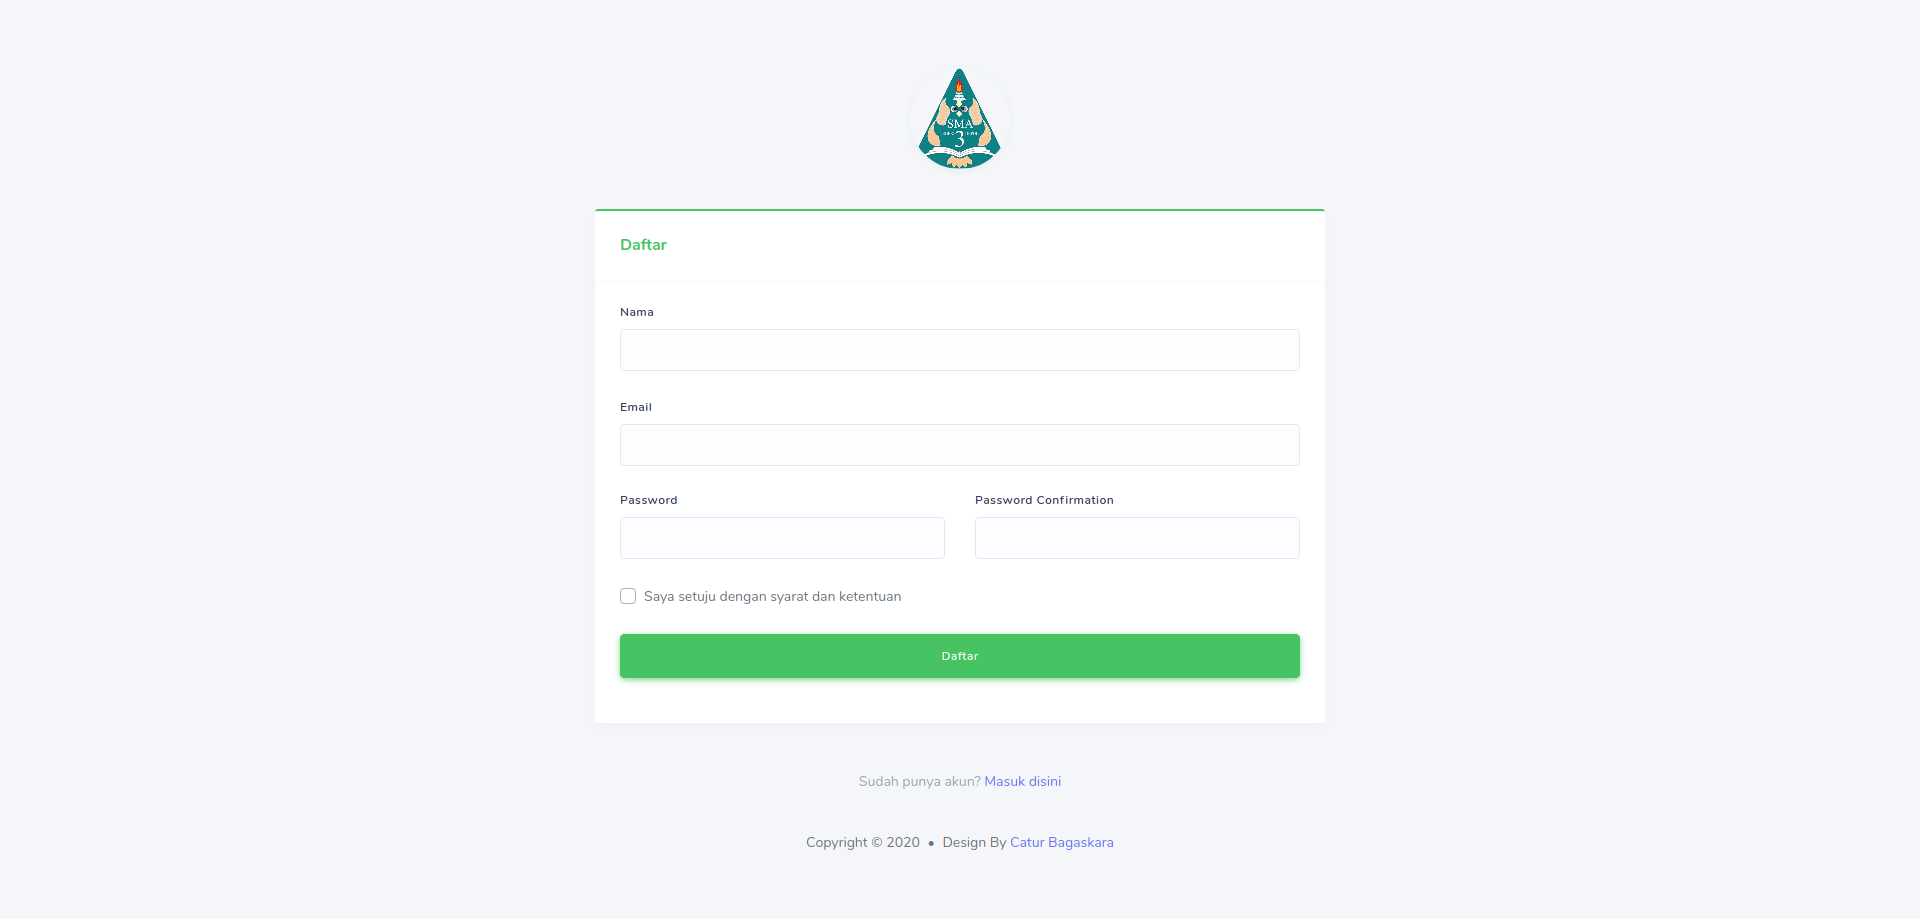 SMA
3
Daftar
Nama
Email
Password Password Confirmation
Saya setuju dengan syarat dan ketentuan
Daftar
Sudah punya akun? Masuk disini
Copyright © 2020 • Design By Catur Bagaskara